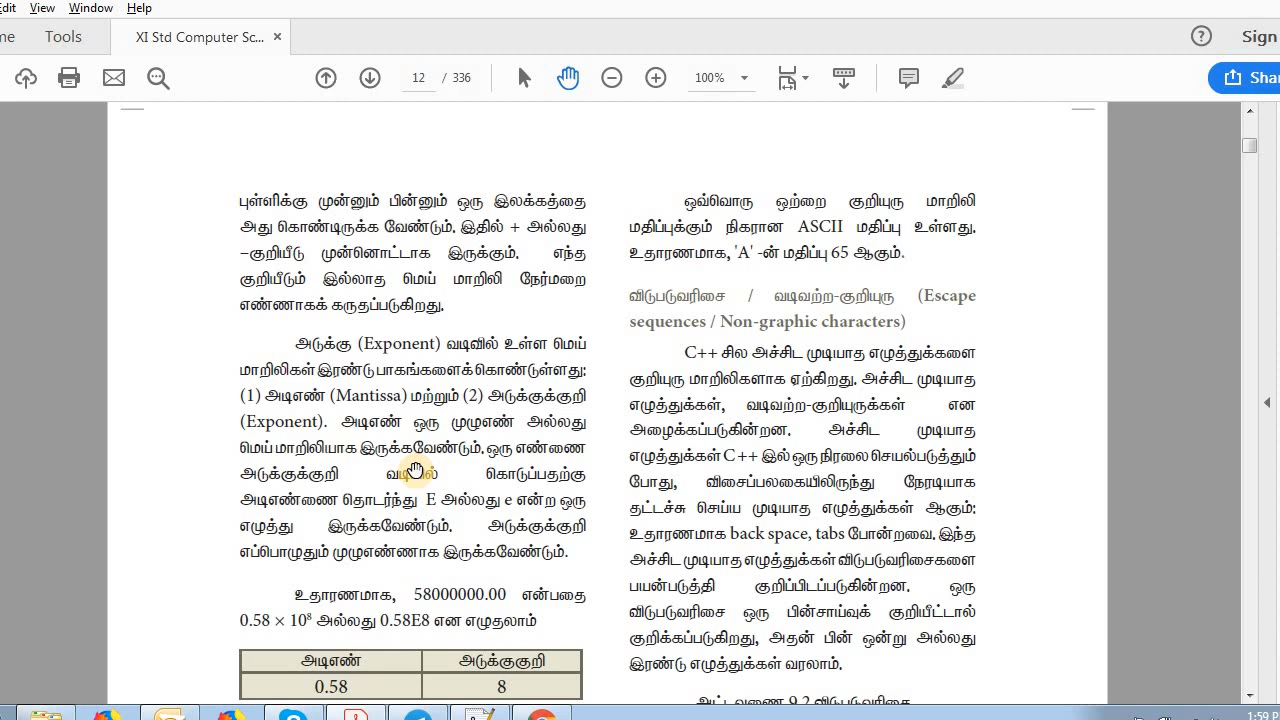 Edit View Window Help
Tools XI Std Computer Sc... × ? Sign
12 / 336 100%
புள்ளிக்கு முன்னும் பின்னும் ஒரு இலக்கத்தை
அது கொண்டிருக்க வேண்டும். இதில் + அல்லது
–குறியீடு முன்னொட்டாக இருக்கும். எந்த
குறியீடும் இல்லாத மெய் மாறிலி நேர்மறை
எண்ணாகக் கருதப்படுகிறது.
அடுக்கு (Exponent) வடிவில் உள்ள மெய்
மாறிலிகள் இரண்டு பாகங்களைக் கொண்டுள்ளது:
(1) அடிஎண் (Mantissa) மற்றும் (2) அடுக்குக்குறி
(Exponent). அடிஎண் ஒரு முழுஎண் அல்லது
மெய் மாறிலியாக இருக்கவேண்டும். ஒரு எண்ணை
அடுக்குக்குறி வடிவில் கொடுப்பதற்கு
அடிஎண்ணை தொடர்ந்து E அல்லது e என்ற ஒரு
எழுத்து இருக்கவேண்டும். அடுக்குக்குறி
எப்பொழுதும் முழுஎண்ணாக இருக்கவேண்டும்.
உதாரணமாக, 58000000.00 என்பதை
0.58 × 10⁸ அல்லது 0.58E8 என எழுதலாம்
அடிஎண் அடுக்குகுறி
0.58 8
ஒவ்வொரு ஒற்றை குறியுரு மாறிலி
மதிப்புக்கும் நிகரான ASCII மதிப்பு உள்ளது.
உதாரணமாக, 'A' -ன் மதிப்பு 65 ஆகும்.
விடுபடுவரிசை / வடிவற்ற-குறியுரு (Escape
sequences / Non-graphic characters)
C++ சில அச்சிட முடியாத எழுத்துக்களை
குறியுரு மாறிலிகளாக ஏற்கிறது. அச்சிட முடியாத
எழுத்துக்கள், வடிவற்ற-குறியுருக்கள் என
அழைக்கப்படுகின்றன. அச்சிட முடியாத
எழுத்துக்கள் C++ இல் ஒரு நிரலை செயல்படுத்தும்
போது, விசைப்பலகையிலிருந்து நேரடியாக
தட்டச்சு செய்ய முடியாத எழுத்துக்கள் ஆகும்:
உதாரணமாக back space, tabs போன்றவை. இந்த
அச்சிட முடியாத எழுத்துக்கள் விடுபடுவரிசைகளை
பயன்படுத்தி குறிப்பிடப்படுகின்றன. ஒரு
விடுபடுவரிசை ஒரு பின்சாய்வுக் குறியீட்டால்
குறிக்கப்படுகிறது, அதன் பின் ஒன்று அல்லது
இரண்டு எழுத்துக்கள் வரலாம்.
அட்டவணை 9.2 விடுபடுவரிசை
1:59 P